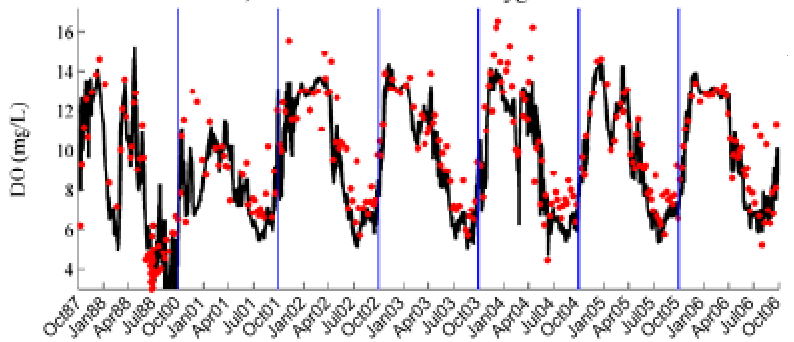 16
14
12
10
8
6
4
DO (mg/L)
Oct87
Jan88
Apr88
Jul88
Oct00
Jan01
Apr01
Jul01
Oct01
Jan02
Apr02
Jul02
Oct02
Jan03
Apr03
Jul03
Oct03
Jan04
Apr04
Jul04
Oct04
Jan05
Apr05
Jul05
Oct05
Jan06
Apr06
Jul06
Oct06